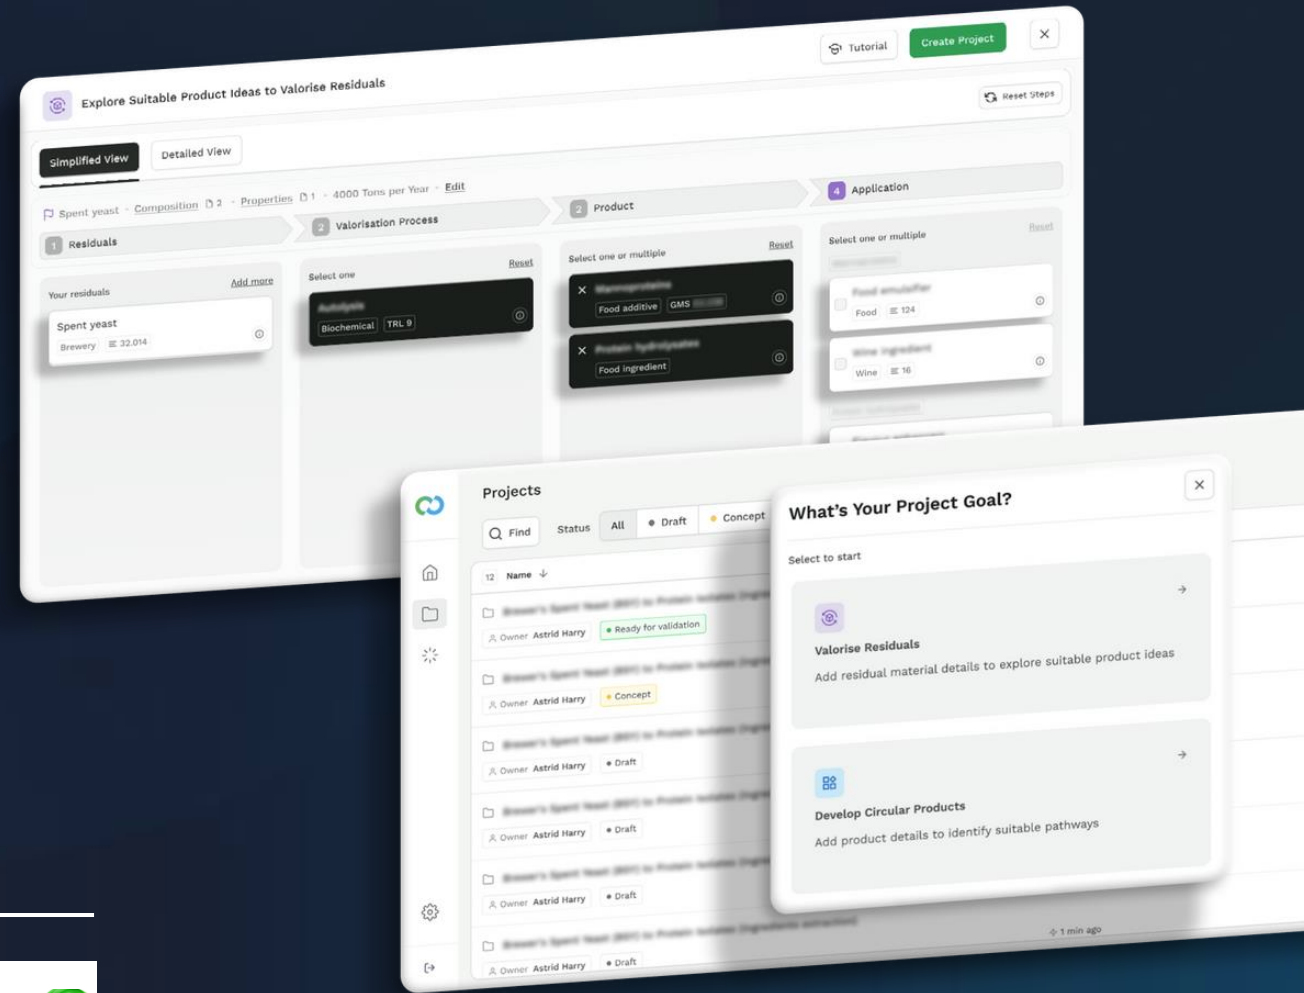 Explore Suitable Product Ideas to Valorise Residuals
Tutorial
Create Project
Simplified View
Detailed View
Reset Steps
Spent yeast - Composition 2 - Properties 1 - 4000 Tons per Year - Edit
1 Residuals
2 Valorisation Process
2 Product
4 Application
Your residuals
Add more
Spent yeast
Brewery 32.014
Select one
Reset
Biochemical TRL 9
Select one or multiple
Reset
Food additive GMS
Food ingredient
Select one or multiple
Reset
Food emulsifier
Food 124
Wine ingredient
Wine 16
Projects
Find
Status All Draft Concept
12 Name
Owner Astrid Harry Ready for validation
Owner Astrid Harry Concept
Owner Astrid Harry Draft
Owner Astrid Harry Draft
Owner Astrid Harry Draft
Owner Astrid Harry Draft
1 min ago
What's Your Project Goal?
Select to start
Valorise Residuals
Add residual material details to explore suitable product ideas
Develop Circular Products
Add product details to identify suitable pathways